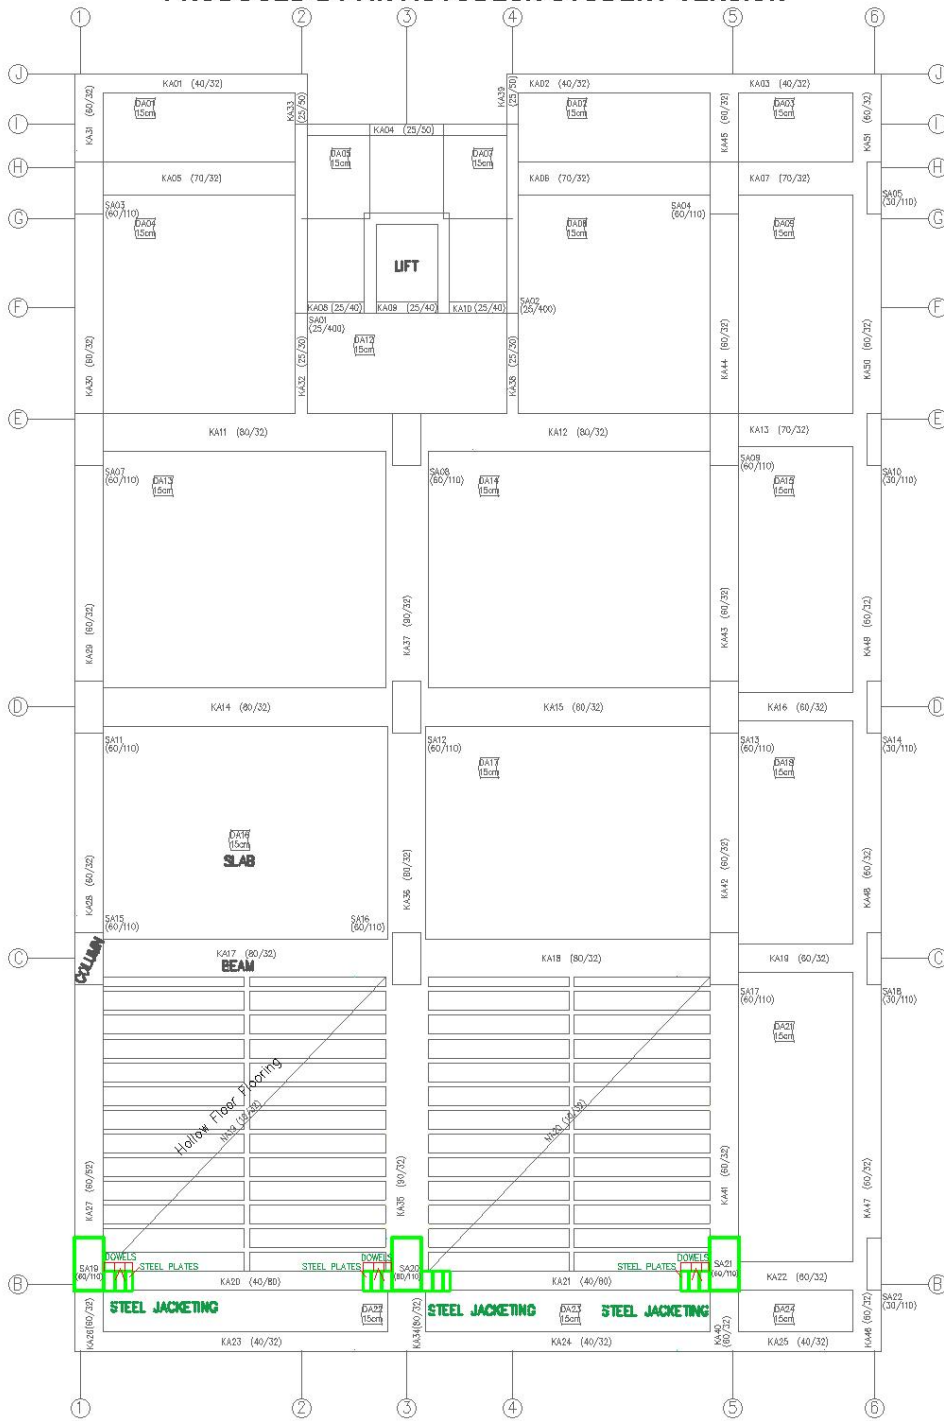 PRODUCED BY AN AUTODESK STUDENT VERSION
1 2 3 4 5 6
J KA01 (40/32) KA02 (40/32) KA03 (40/32) J
KA31 (60/32) DA01 KA33 (25/50) KA39 (25/50) DA02 KA45 (60/32) DA03 KA51 (60/32)
15cm 15cm 15cm
I KA04 (25/50) I
DA05 DA07
15cm 15cm
H KA05 (70/32) KA06 (70/32) KA07 (70/32) H
SA03 SA04 SA05
(60/110) (60/110) (30/110)
G DA04 DA08 DA09 G
15cm 15cm 15cm
LIFT
F KA08 (25/40) KA09 (25/40) KA10 (25/40) SA02 F
(25/400)
SA01
(25/400)
DA12
15cm
KA30 (60/32) KA32 (25/30) KA38 (25/30) KA44 (60/32) KA50 (60/32)
E KA11 (80/32) KA12 (80/32) KA13 (70/32) E
SA07 SA08 SA09 SA10
(60/110) (60/110) (60/110) (30/110)
DA13 DA14 DA15
15cm 15cm 15cm
KA29 (60/32) KA37 (90/32) KA43 (60/32) KA49 (60/32)
D KA14 (80/32) KA15 (80/32) KA16 (60/32) D
SA11 SA12 SA13 SA14
(60/110) (60/110) (60/110) (30/110)
DA17 DA18
15cm 15cm
DA16
15cm
SLAB
KA28 (60/32) KA36 (80/32) KA42 (60/32) KA48 (60/32)
SA15 SA16
(60/110) (60/110)
COLUMN
C KA17 (80/32) KA18 (80/32) KA19 (60/32) C
BEAM
SA17 SA18
(60/110) (30/110)
DA21
15cm
Hollow Floor Flooring
NA19 (10/32) NA20 (10/32)
KA27 (60/32) KA35 (90/32) KA41 (60/32) KA47 (60/32)
DOWELS DOWELS DOWELS
SA19 STEEL PLATES STEEL PLATES SA20 STEEL PLATES SA21
(60/110) (60/110) (60/110)
B KA20 (40/80) KA21 (40/80) KA22 (60/32) B
SA22
(30/110)
STEEL JACKETING STEEL JACKETING STEEL JACKETING
DA22 DA23 DA24
15cm 15cm 15cm
KA26 (60/32) KA34 (80/32) KA40 (60/32) KA46 (60/32)
KA23 (40/32) KA24 (40/32) KA25 (40/32)
1 2 3 4 5 6